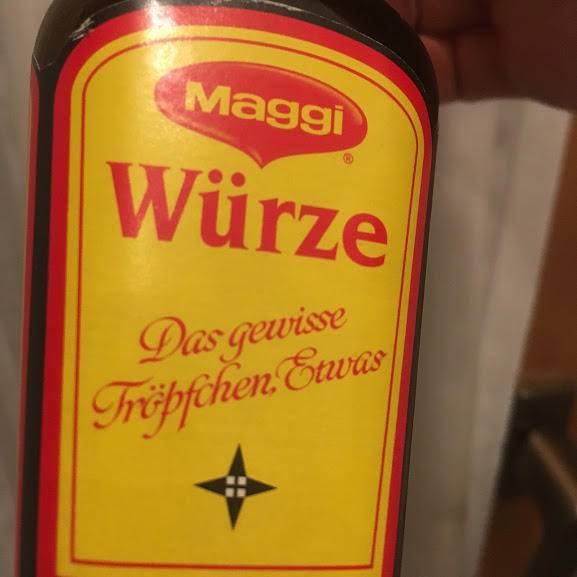 Maggi
®
Würze
Das gewisse
Tröpfchen, Etwas